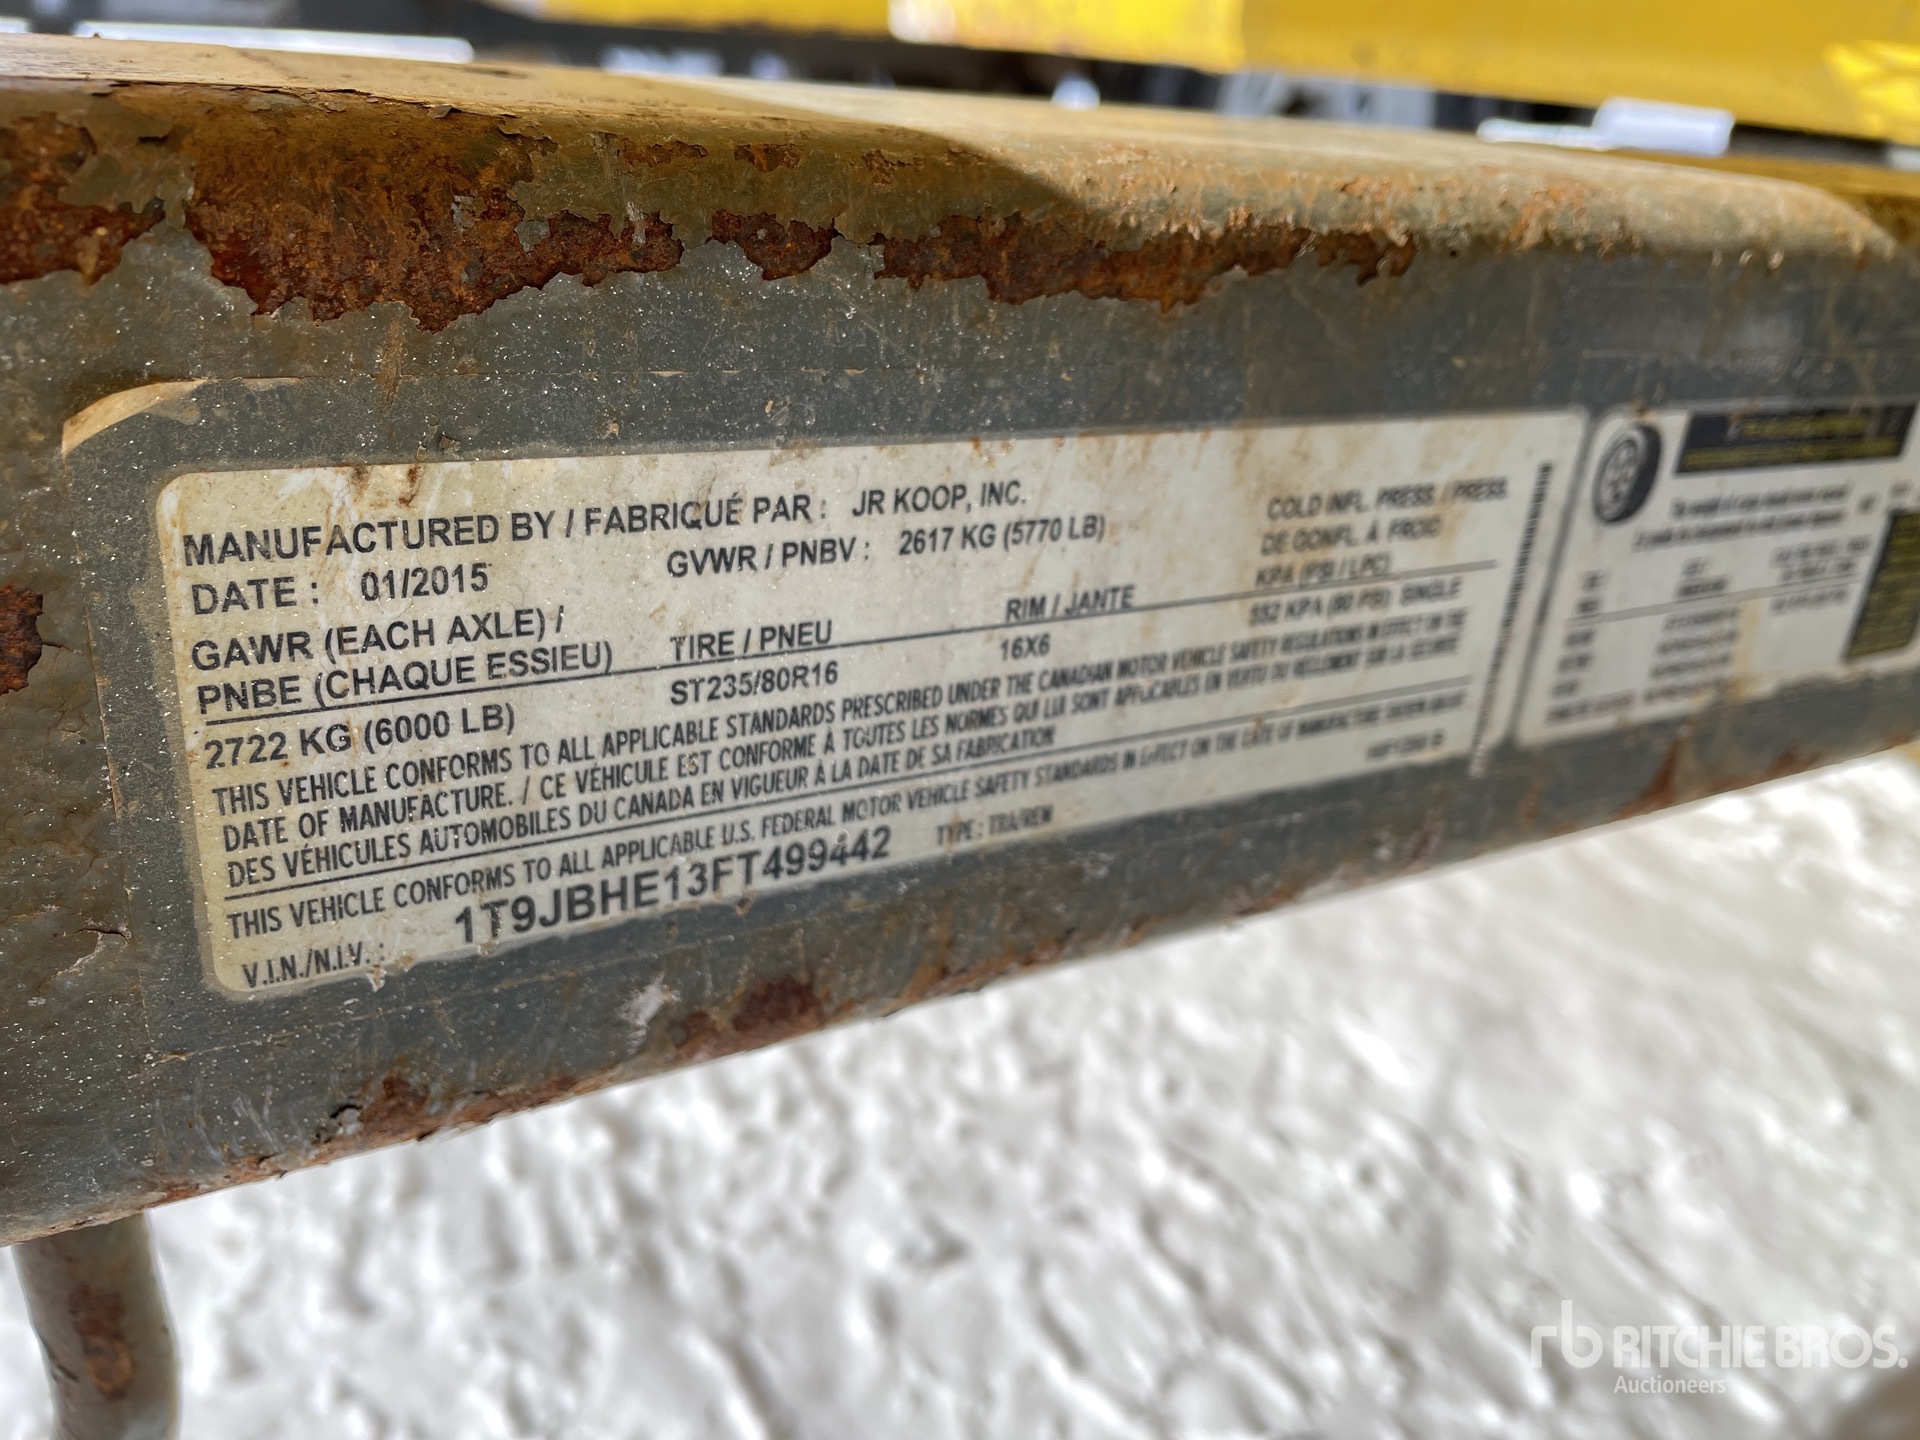 MANUFACTURED BY / FABRIQUÉ PAR : JR KOOP, INC.
DATE : 01/2015 GVWR / PNBV : 2617 KG (5770 LB)
COLD INFL. PRESS. / PRESS.
DE GONFL. À FROID
KPA (PSI / LPC)
GAWR (EACH AXLE) /
PNBE (CHAQUE ESSIEU) TIRE / PNEU RIM / JANTE
2722 KG (6000 LB) ST235/80R16 16X6 552 KPA (80 PSI) SINGLE
THIS VEHICLE CONFORMS TO ALL APPLICABLE STANDARDS PRESCRIBED UNDER THE CANADIAN MOTOR VEHICLE SAFETY REGULATIONS IN EFFECT ON THE
DATE OF MANUFACTURE. / CE VÉHICULE EST CONFORME À TOUTES LES NORMES QUI LUI SONT APPLICABLES EN VERTU DU RÈGLEMENT SUR LA SÉCURITÉ
DES VÉHICULES AUTOMOBILES DU CANADA EN VIGUEUR À LA DATE DE SA FABRICATION
THIS VEHICLE CONFORMS TO ALL APPLICABLE U.S. FEDERAL MOTOR VEHICLE SAFETY STANDARDS IN EFFECT ON THE DATE OF MANUFACTURE SHOWN ABOVE
V.I.N./N.I.V. : 1T9JBHE13FT499442 TYPE : TRA/REM
rb RITCHIE BROS.
Auctioneers